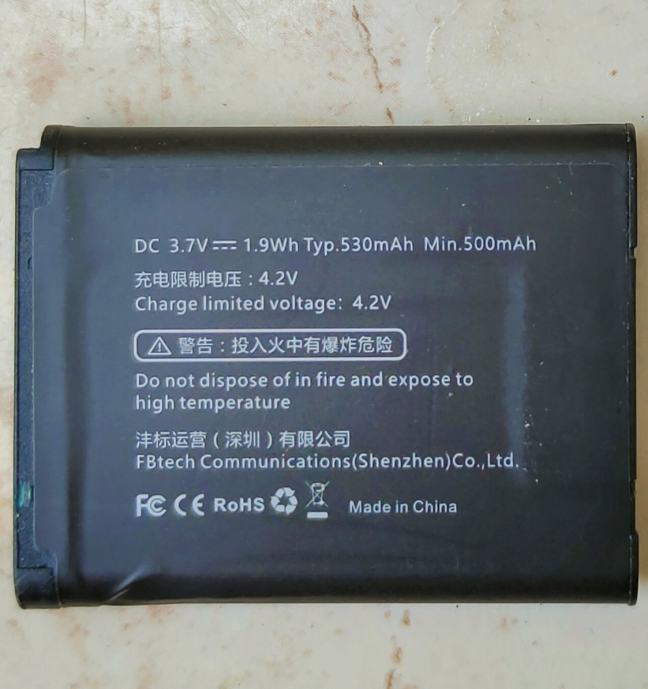 DC 3.7V⎓1.9Wh Typ.530mAh Min.500mAh
充电限制电压：4.2V
Charge limited voltage: 4.2V
警告：投入火中有爆炸危险
Do not dispose of in fire and expose to
high temperature
沣标运营（深圳）有限公司
FBtech Communications(Shenzhen)Co.,Ltd.
FC CE RoHS Made in China